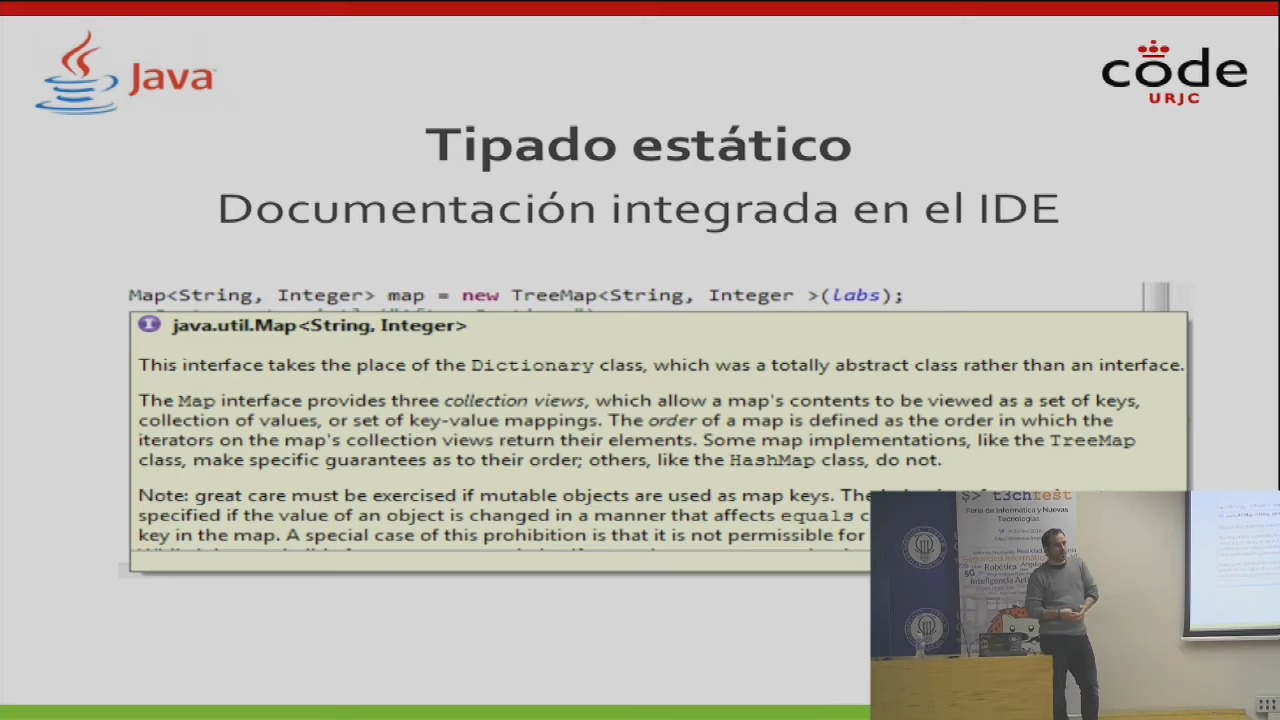 Java
code
URJC
Tipado estático
Documentación integrada en el IDE
Map<String, Integer> map = new TreeMap<String, Integer >(labs);
I java.util.Map<String, Integer>
This interface takes the place of the Dictionary class, which was a totally abstract class rather than an interface.
The Map interface provides three collection views, which allow a map's contents to be viewed as a set of keys,
collection of values, or set of key-value mappings. The order of a map is defined as the order in which the
iterators on the map's collection views return their elements. Some map implementations, like the TreeMap
class, make specific guarantees as to their order; others, like the HashMap class, do not.
Note: great care must be exercised if mutable objects are used as map keys. The
specified if the value of an object is changed in a manner that affects equals c
key in the map. A special case of this prohibition is that it is not permissible for
$> t3chfest
Feria de Informática y Nuevas
Tecnologías
Robótica
5G
Inteligencia